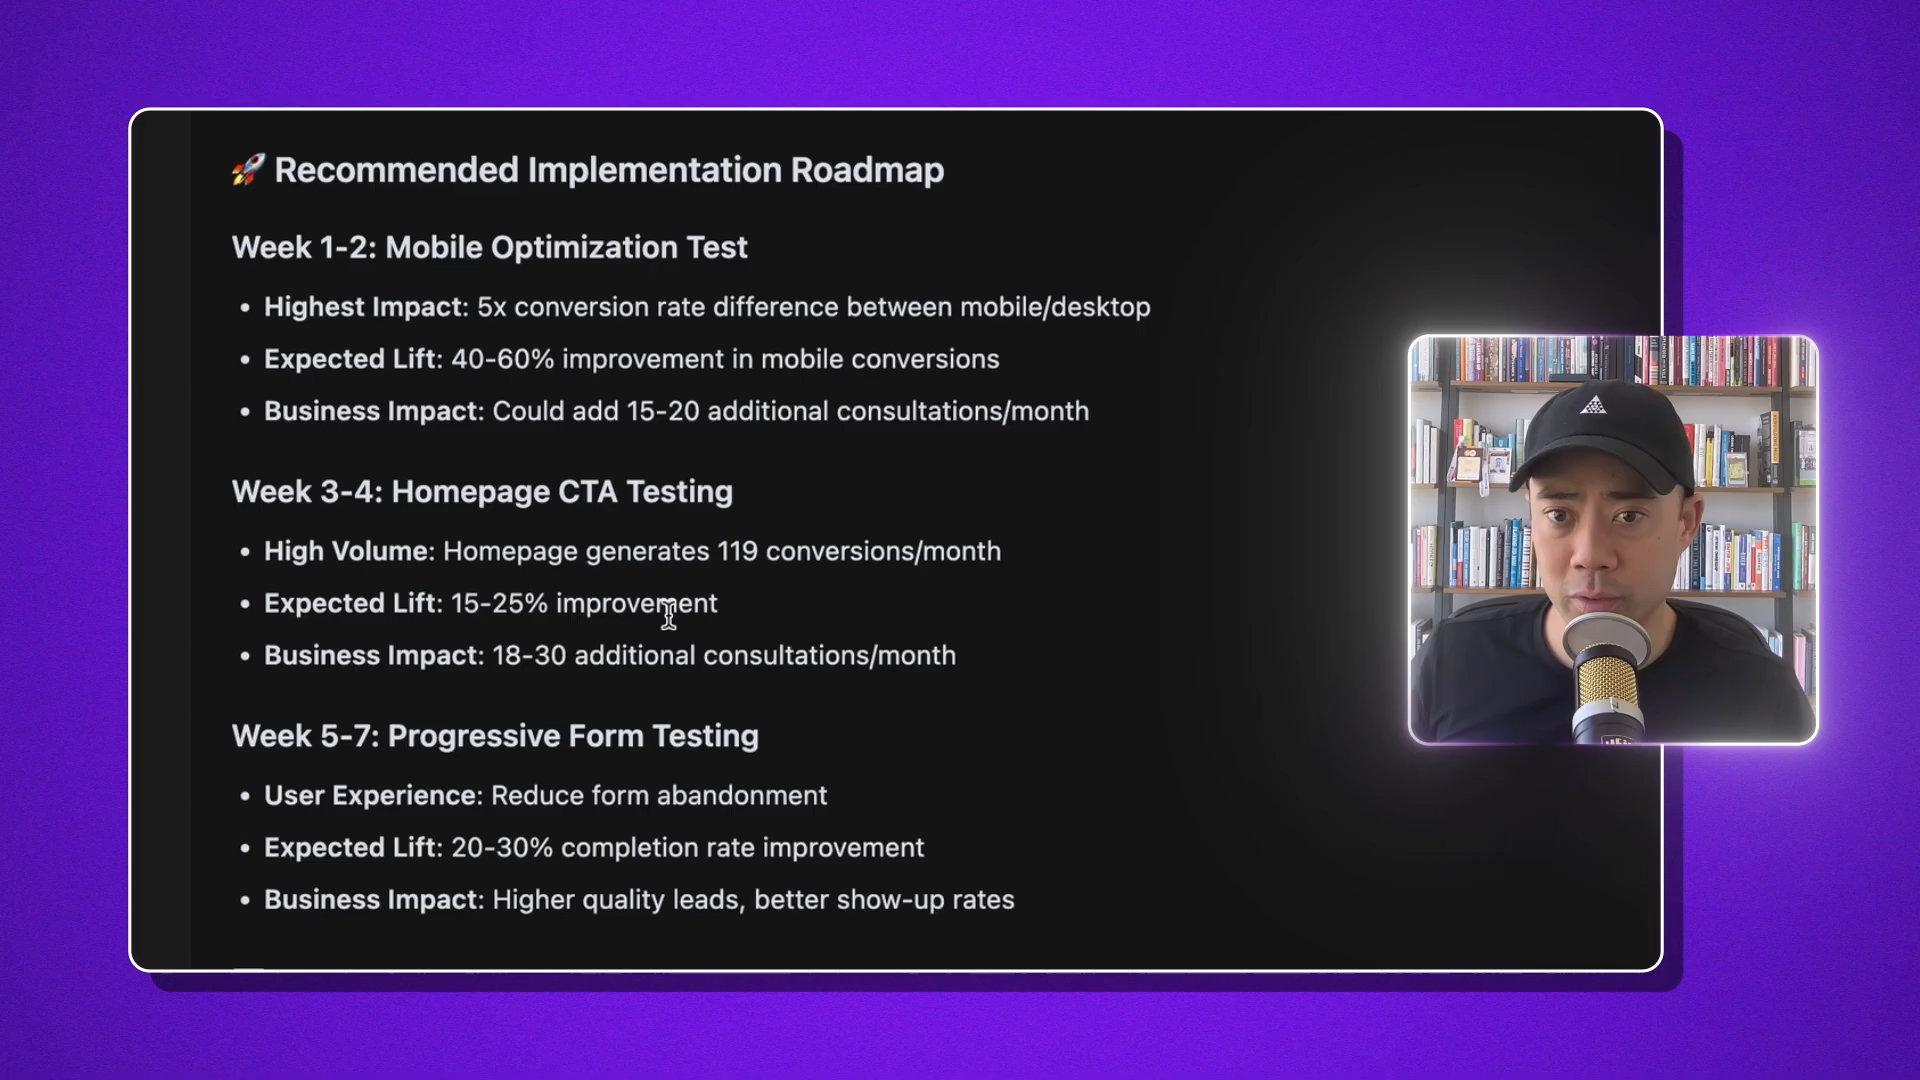 🚀 Recommended Implementation Roadmap
Week 1-2: Mobile Optimization Test
• Highest Impact: 5x conversion rate difference between mobile/desktop
• Expected Lift: 40-60% improvement in mobile conversions
• Business Impact: Could add 15-20 additional consultations/month
Week 3-4: Homepage CTA Testing
• High Volume: Homepage generates 119 conversions/month
• Expected Lift: 15-25% improvement
• Business Impact: 18-30 additional consultations/month
Week 5-7: Progressive Form Testing
• User Experience: Reduce form abandonment
• Expected Lift: 20-30% completion rate improvement
• Business Impact: Higher quality leads, better show-up rates